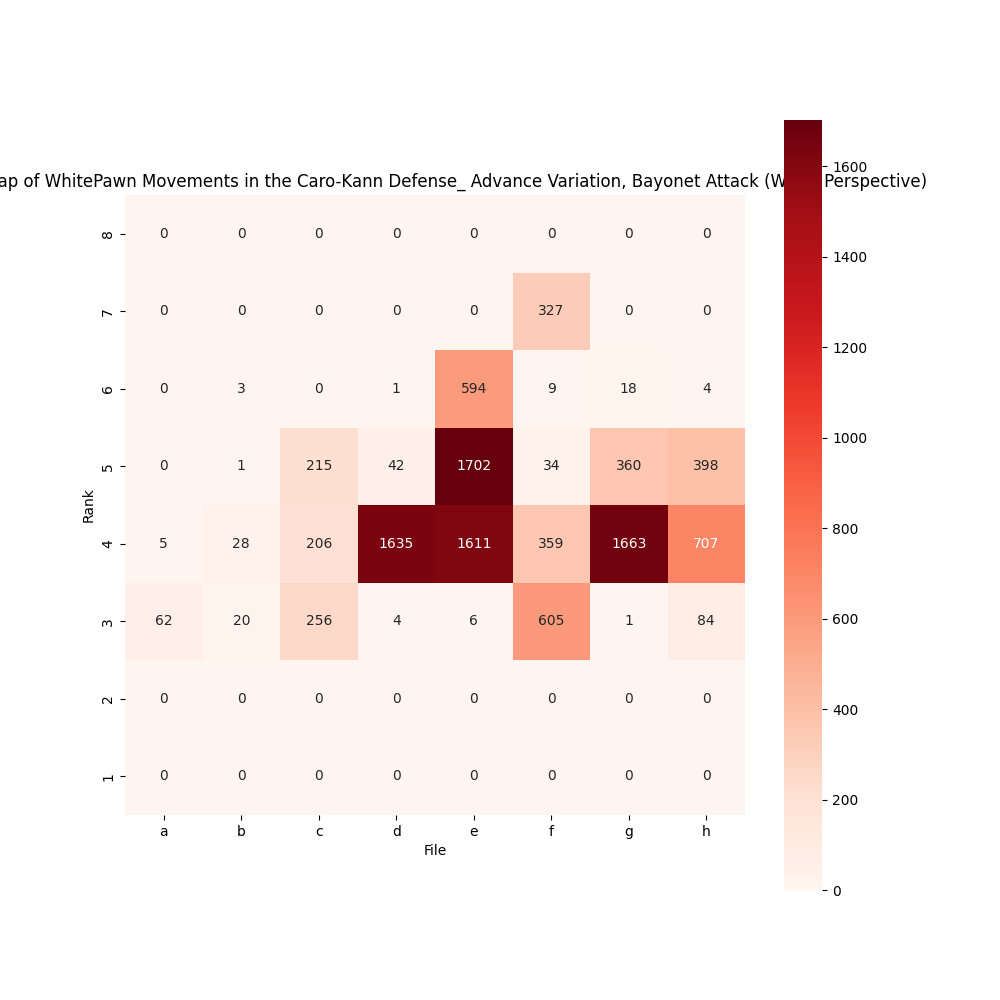 ap of WhitePawn Movements in the Caro-Kann Defense_ Advance Variation, Bayonet Attack (W Perspective)
8 0 0 0 0 0 0 0 0
7 0 0 0 0 0 327 0 0
6 0 3 0 1 594 9 18 4
5 0 1 215 42 1702 34 360 398
4 5 28 206 1635 1611 359 1663 707
3 62 20 256 4 6 605 1 84
2 0 0 0 0 0 0 0 0
1 0 0 0 0 0 0 0 0
a b c d e f g h
File
Rank
1600
1400
1200
1000
800
600
400
200
0